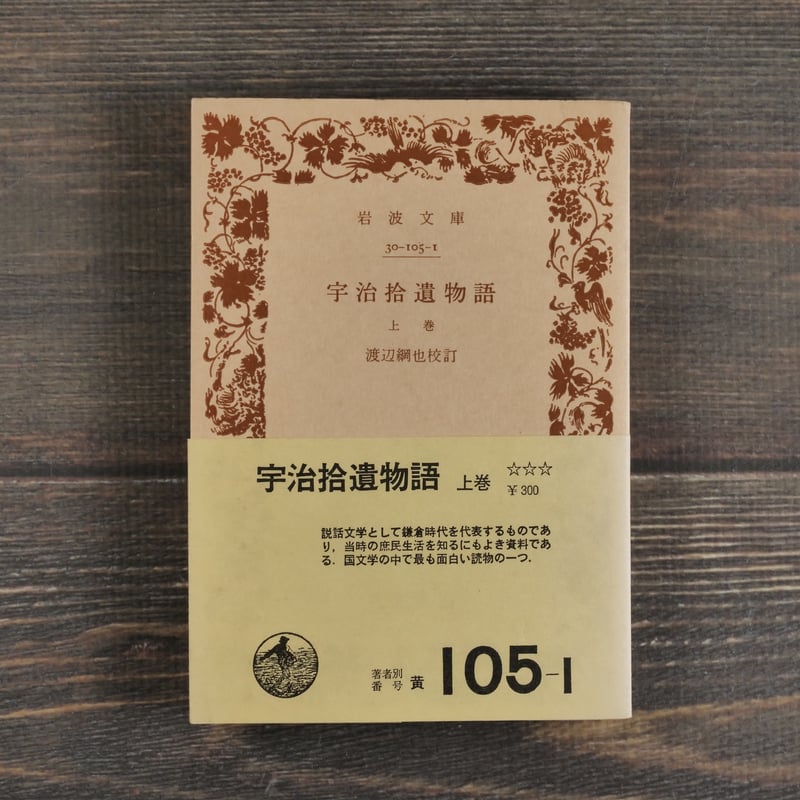 岩波文庫
30-105-1
宇治拾遺物語
上巻
渡辺綱也校訂
宇治拾遺物語 上巻 ☆☆☆
¥300
説話文学として鎌倉時代を代表するものであ
り，当時の庶民生活を知るにもよき資料であ
る．国文学の中で最も面白い読物の一つ．
著者別
番号 黄 105-1